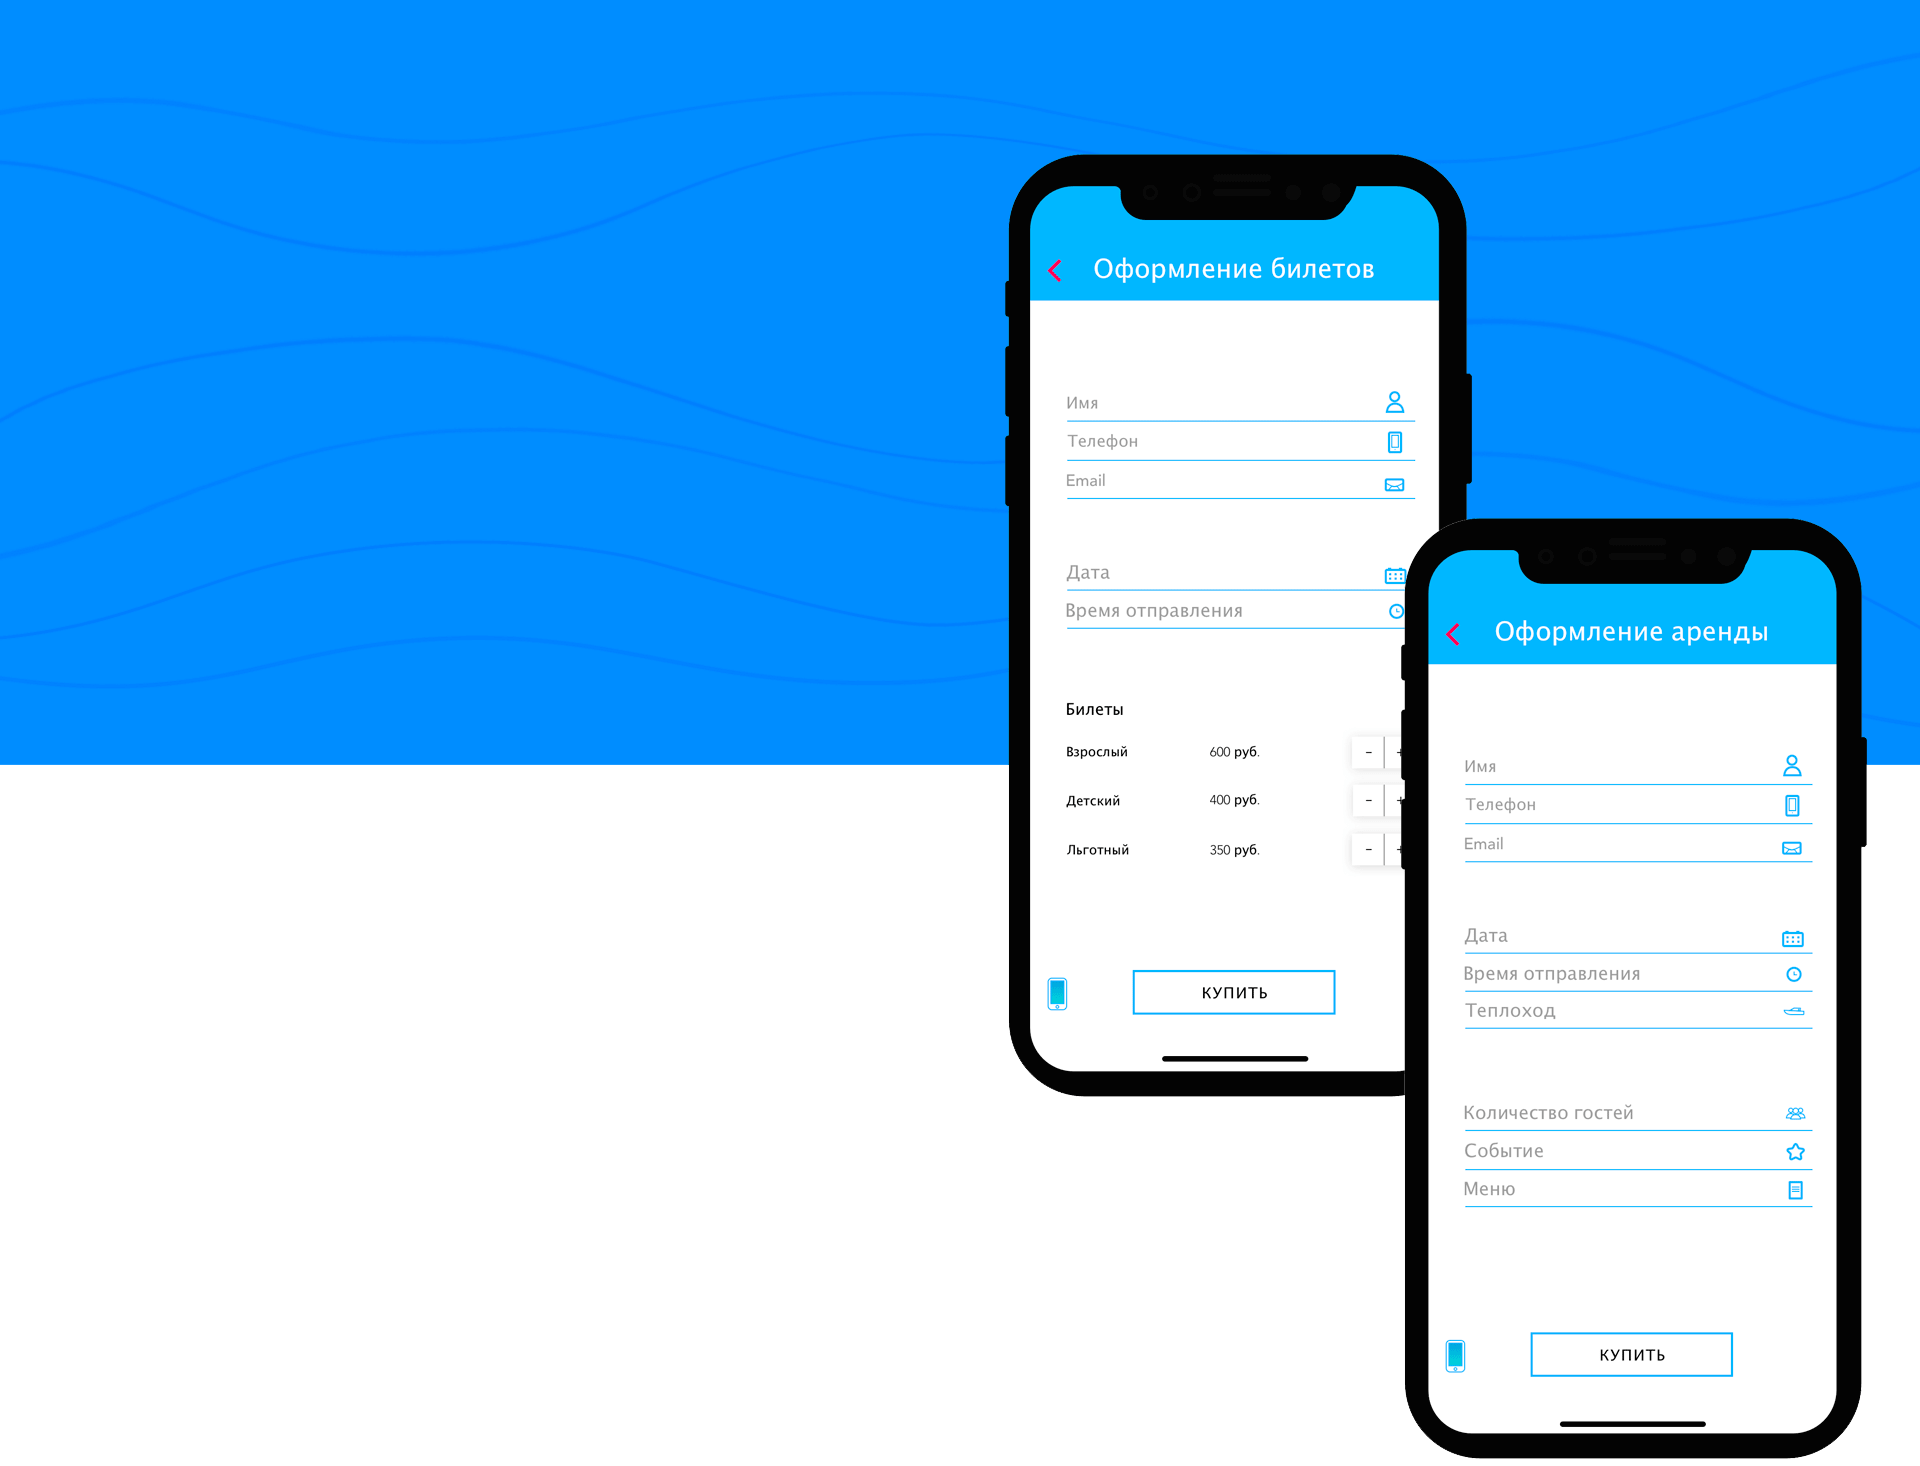 Оформление билетов
Имя
Телефон
Email
Дата
Время отправления
Билеты
Взрослый 600 руб. - +
Детский 400 руб. - +
Льготный 350 руб. - +
КУПИТЬ
Оформление аренды
Имя
Телефон
Email
Дата
Время отправления
Теплоход
Количество гостей
Событие
Меню
КУПИТЬ